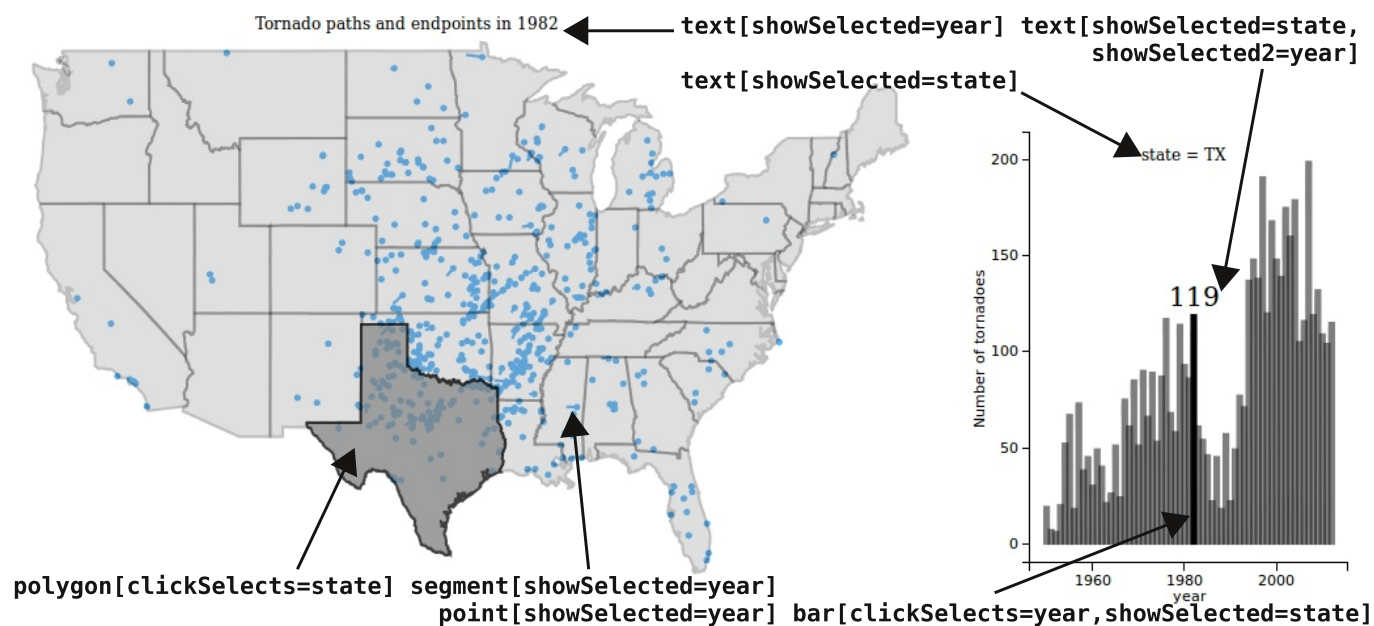 Tornado paths and endpoints in 1982
text[showSelected=year] text[showSelected=state,
showSelected2=year]
text[showSelected=state]
state = TX
119
Number of tornadoes
200
150
100
50
0
1960 1980 2000
year
polygon[clickSelects=state] segment[showSelected=year]
point[showSelected=year] bar[clickSelects=year,showSelected=state]